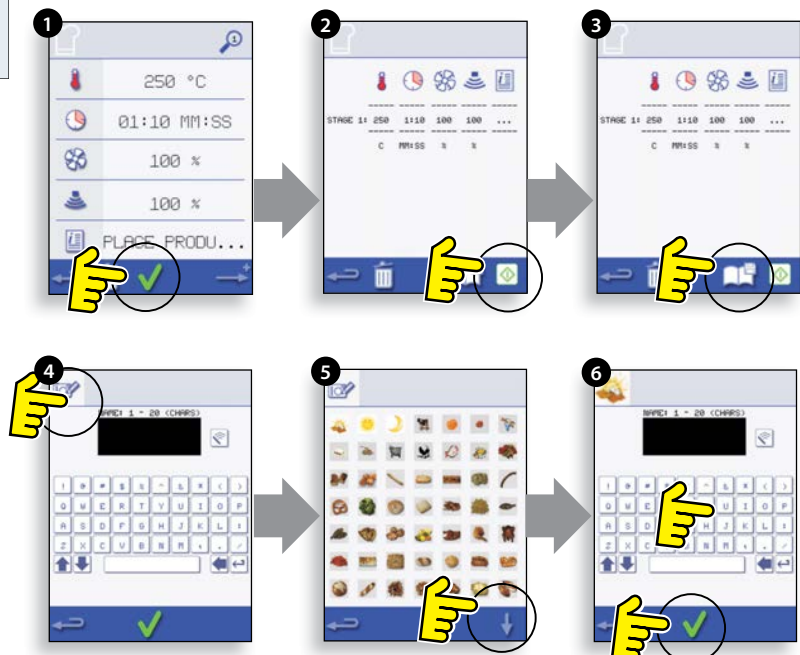 1
1
250 °C
01:10 MM:SS
100 %
100 %
PLACE PRODU...
2
STAGE 1: 250 1:10 100 100 ...
C MM:SS % %
3
STAGE 1: 250 1:10 100 100 ...
C MM:SS % %
4
NAME: 1 - 20 (CHARS)
Q W E R T Y U I O P
A S D F G H J K L :
Z X C V B N M , . /
5
6
NAME: 1 - 20 (CHARS)
Q W E U I O P
A S D H J K L :
Z X C N M , . /